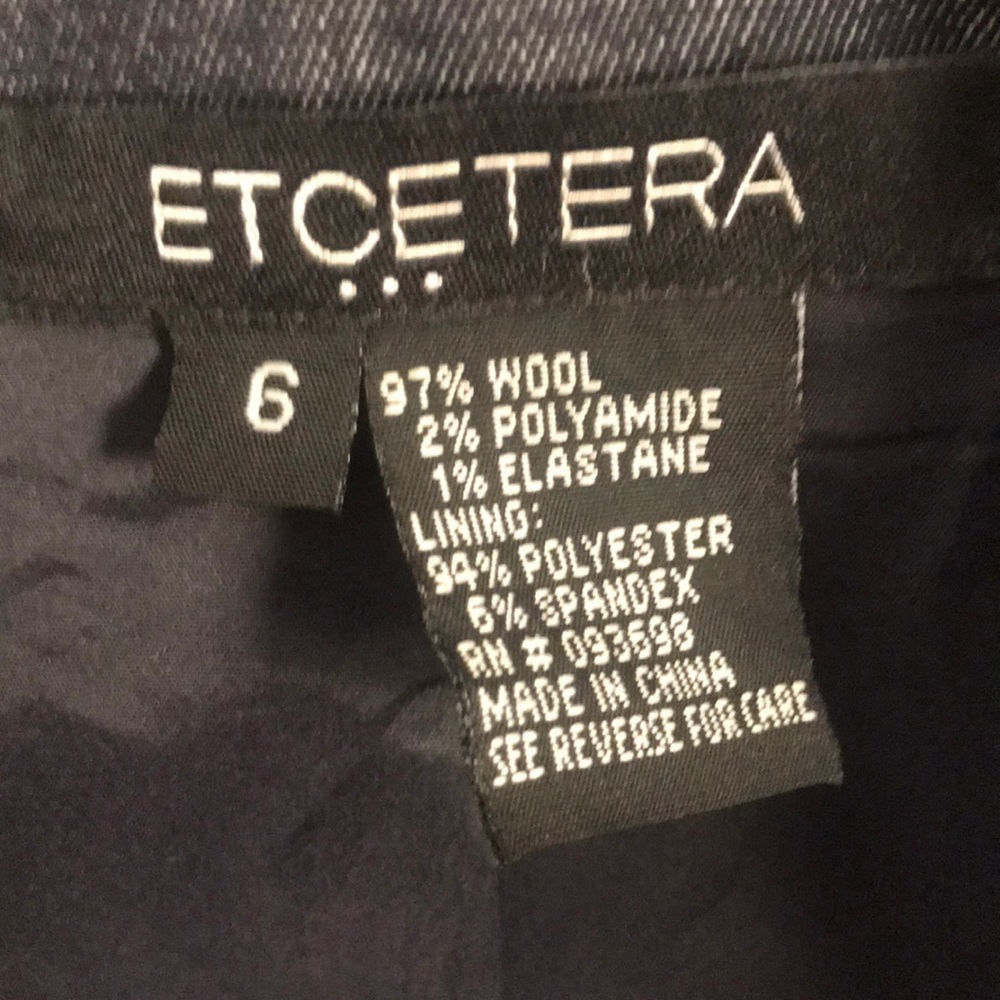 ETCETERA
...
6
97% WOOL
2% POLYAMIDE
1% ELASTANE
LINING:
94% POLYESTER
6% SPANDEX
RN # 093698
MADE IN CHINA
SEE REVERSE FOR CARE